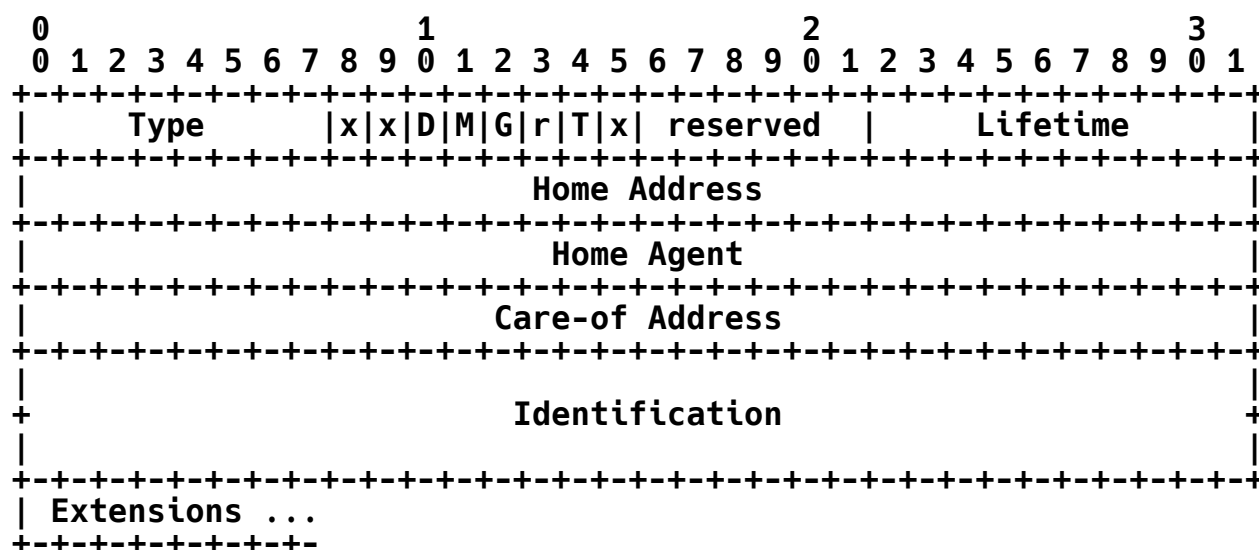 0                   1                   2                   3
 0 1 2 3 4 5 6 7 8 9 0 1 2 3 4 5 6 7 8 9 0 1 2 3 4 5 6 7 8 9 0 1
+-+-+-+-+-+-+-+-+-+-+-+-+-+-+-+-+-+-+-+-+-+-+-+-+-+-+-+-+-+-+-+-+
|     Type      |x|x|D|M|G|r|T|x| reserved  |     Lifetime      |
+-+-+-+-+-+-+-+-+-+-+-+-+-+-+-+-+-+-+-+-+-+-+-+-+-+-+-+-+-+-+-+-+
|                          Home Address                         |
+-+-+-+-+-+-+-+-+-+-+-+-+-+-+-+-+-+-+-+-+-+-+-+-+-+-+-+-+-+-+-+-+
|                           Home Agent                          |
+-+-+-+-+-+-+-+-+-+-+-+-+-+-+-+-+-+-+-+-+-+-+-+-+-+-+-+-+-+-+-+-+
|                        Care-of Address                        |
+-+-+-+-+-+-+-+-+-+-+-+-+-+-+-+-+-+-+-+-+-+-+-+-+-+-+-+-+-+-+-+-+
|                                                               |
+                         Identification                        +
|                                                               |
+-+-+-+-+-+-+-+-+-+-+-+-+-+-+-+-+-+-+-+-+-+-+-+-+-+-+-+-+-+-+-+-+
| Extensions ...
+-+-+-+-+-+-+-+-